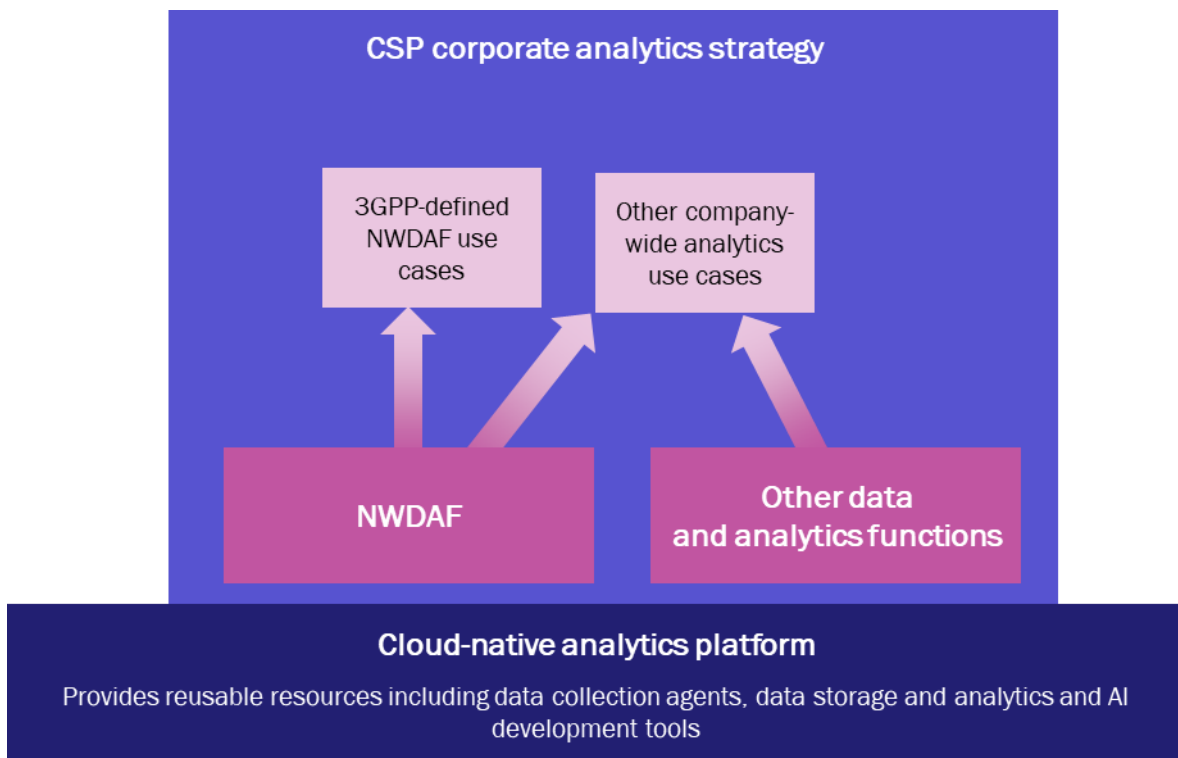 CSP corporate analytics strategy
3GPP-defined
NWDAF use
cases
Other company-
wide analytics
use cases
NWDAF
Other data
and analytics functions
Cloud-native analytics platform
Provides reusable resources including data collection agents, data storage and analytics and AI
development tools